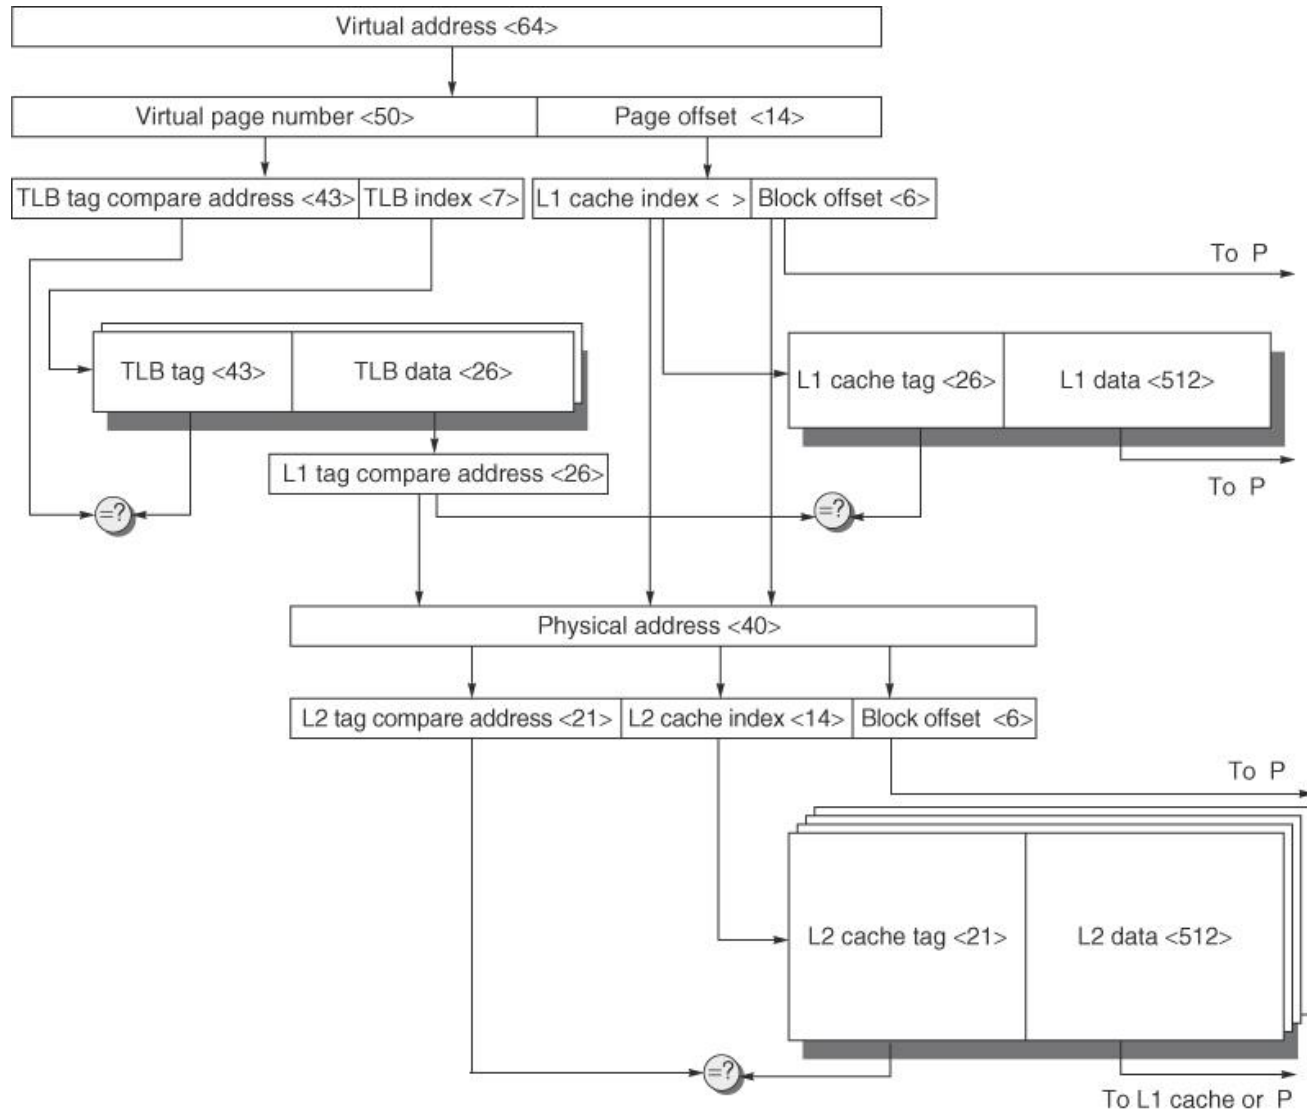 Virtual address <64>
Virtual page number <50> Page offset <14>
TLB tag compare address <43> TLB index <7> L1 cache index < > Block offset <6>
To P
TLB tag <43> TLB data <26>
L1 cache tag <26> L1 data <512>
L1 tag compare address <26>
To P
=? =?
Physical address <40>
L2 tag compare address <21> L2 cache index <14> Block offset <6>
To P
L2 cache tag <21> L2 data <512>
=?
To L1 cache or P